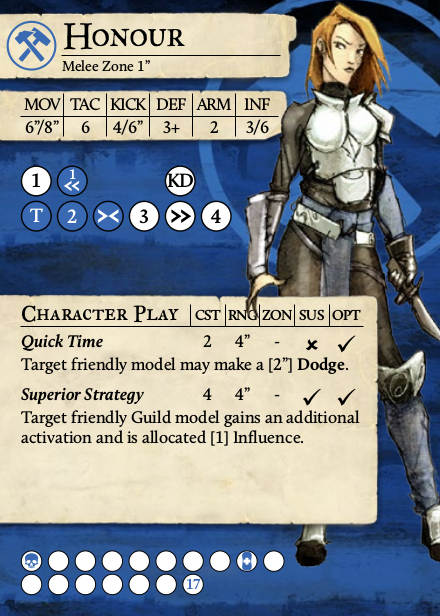 Honour
Melee Zone 1”
MOV TAC KICK DEF ARM INF
6”/8” 6 4/6” 3+ 2 3/6
1 1 << KD
T 2 >< 3 >> 4
Character Play CST RNG ZON SUS OPT
Quick Time 2 4” - ✗ ✓
Target friendly model may make a [2”] Dodge.
Superior Strategy 4 4” - ✓ ✓
Target friendly Guild model gains an additional
activation and is allocated [1] Influence.
17